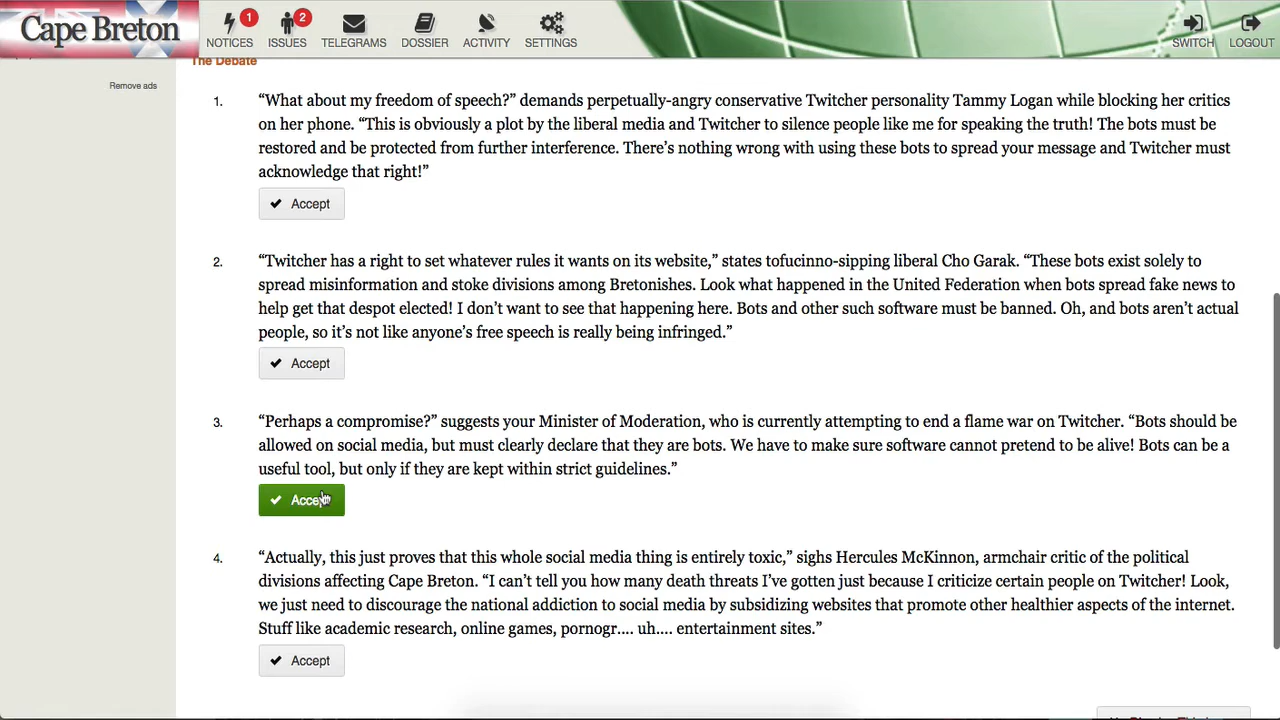 Cape Breton
1
2
NOTICES
ISSUES
TELEGRAMS
DOSSIER
ACTIVITY
SETTINGS
SWITCH
LOGOUT
The Debate
Remove ads
1. “What about my freedom of speech?” demands perpetually-angry conservative Twitcher personality Tammy Logan while blocking her critics
on her phone. “This is obviously a plot by the liberal media and Twitcher to silence people like me for speaking the truth! The bots must be
restored and be protected from further interference. There’s nothing wrong with using these bots to spread your message and Twitcher must
acknowledge that right!”
Accept
2. “Twitcher has a right to set whatever rules it wants on its website,” states tofucinno-sipping liberal Cho Garak. “These bots exist solely to
spread misinformation and stoke divisions among Bretonishes. Look what happened in the United Federation when bots spread fake news to
help get that despot elected! I don’t want to see that happening here. Bots and other such software must be banned. Oh, and bots aren’t actual
people, so it’s not like anyone’s free speech is really being infringed.”
Accept
3. “Perhaps a compromise?” suggests your Minister of Moderation, who is currently attempting to end a flame war on Twitcher. “Bots should be
allowed on social media, but must clearly declare that they are bots. We have to make sure software cannot pretend to be alive! Bots can be a
useful tool, but only if they are kept within strict guidelines.”
Accept
4. “Actually, this just proves that this whole social media thing is entirely toxic,” sighs Hercules McKinnon, armchair critic of the political
divisions affecting Cape Breton. “I can’t tell you how many death threats I’ve gotten just because I criticize certain people on Twitcher! Look,
we just need to discourage the national addiction to social media by subsidizing websites that promote other healthier aspects of the internet.
Stuff like academic research, online games, pornogr.... uh.... entertainment sites.”
Accept